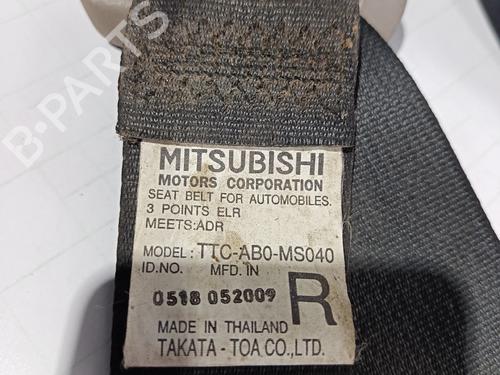 MITSUBISHI
MOTORS CORPORATION
SEAT BELT FOR AUTOMOBILES.
3 POINTS ELR
MEETS:ADR
MODEL: TTC-AB0-MS040
ID.NO. MFD. IN
0518 052009 R
MADE IN THAILAND
TAKATA - TOA CO.,LTD.
B-PARTS